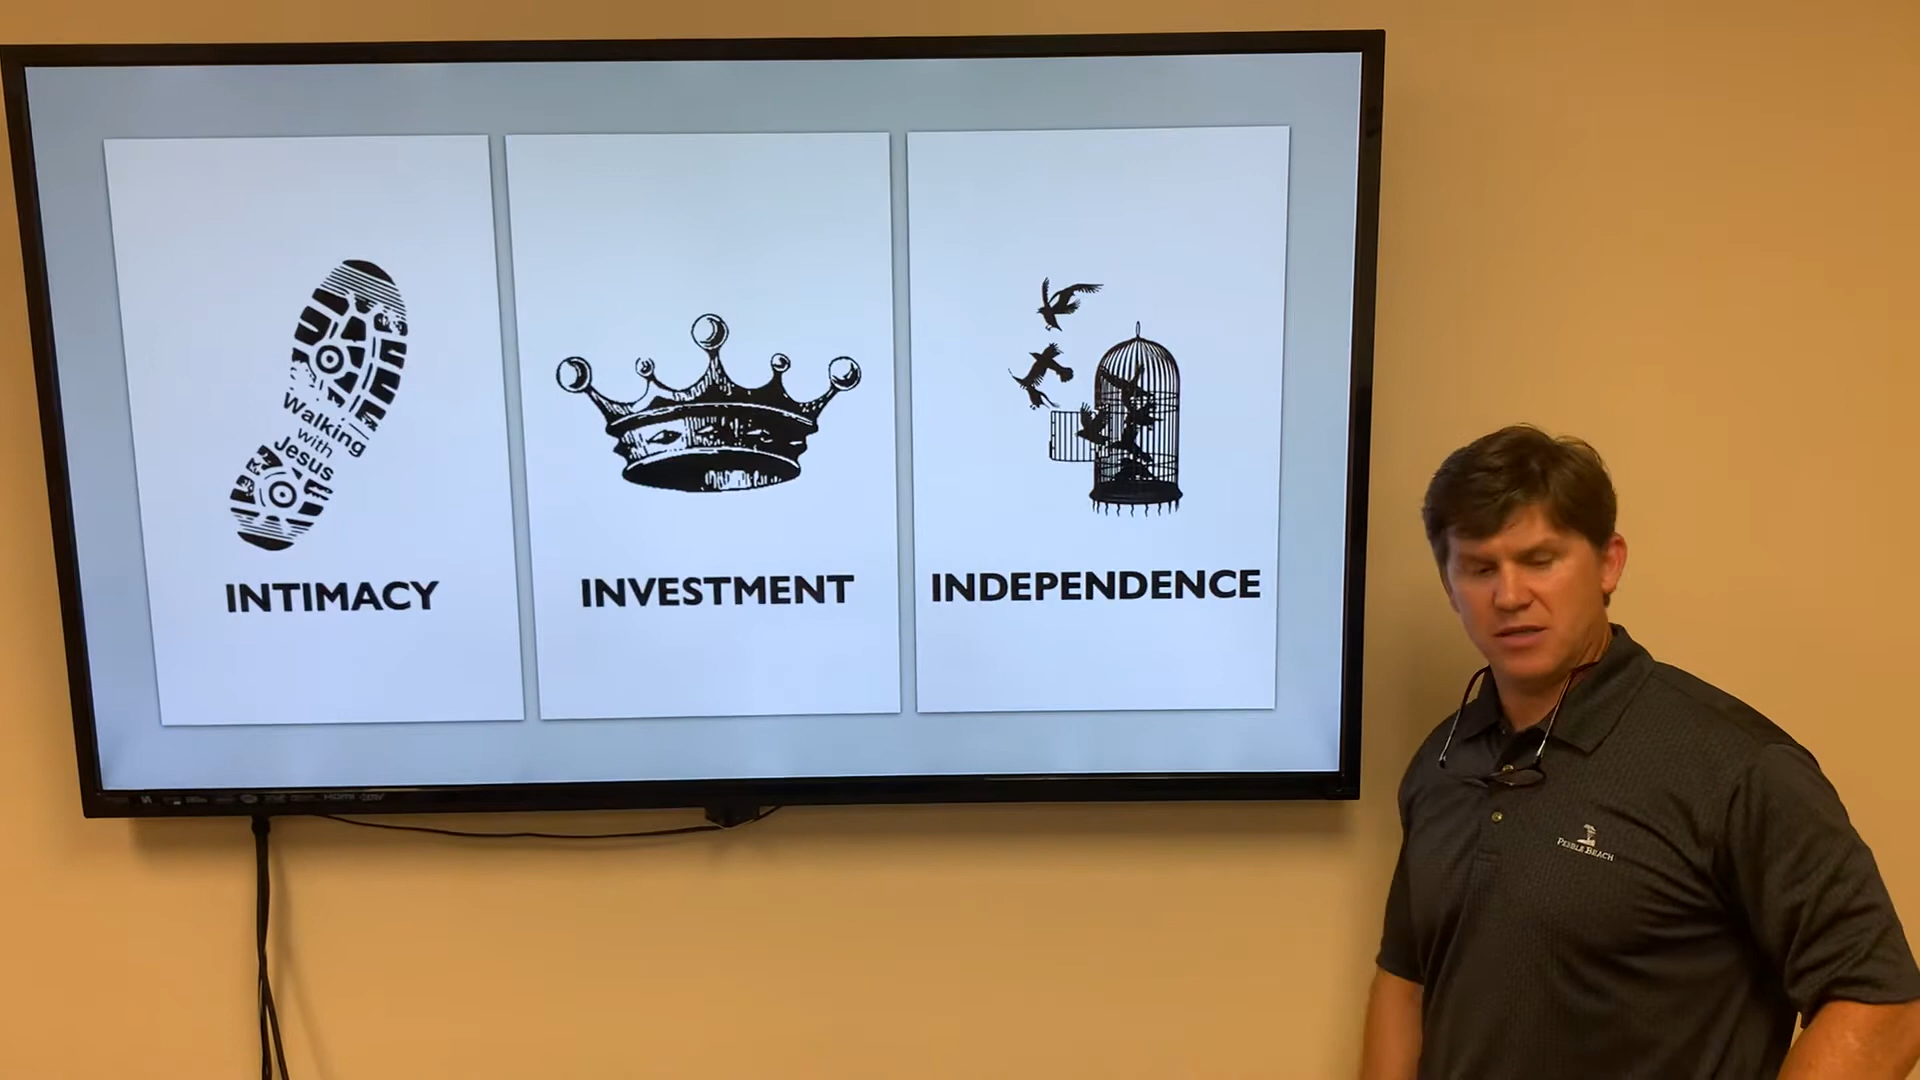 Walking
with
Jesus
INTIMACY
INVESTMENT
INDEPENDENCE
PEBBLE BEACH